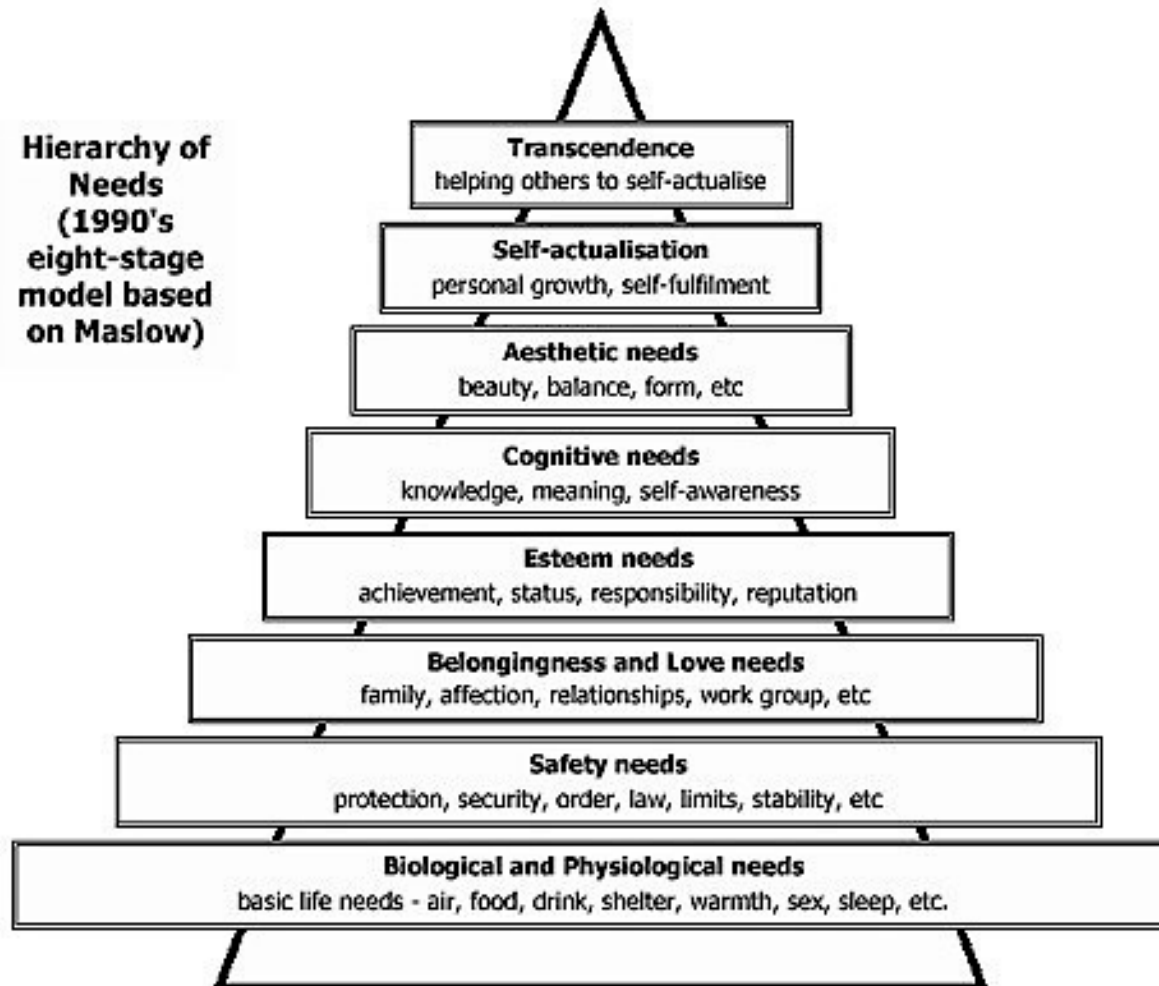 Hierarchy of
Needs
(1990's
eight-stage
model based
on Maslow)
Transcendence
helping others to self-actualise
Self-actualisation
personal growth, self-fulfilment
Aesthetic needs
beauty, balance, form, etc
Cognitive needs
knowledge, meaning, self-awareness
Esteem needs
achievement, status, responsibility, reputation
Belongingness and Love needs
family, affection, relationships, work group, etc
Safety needs
protection, security, order, law, limits, stability, etc
Biological and Physiological needs
basic life needs - air, food, drink, shelter, warmth, sex, sleep, etc.